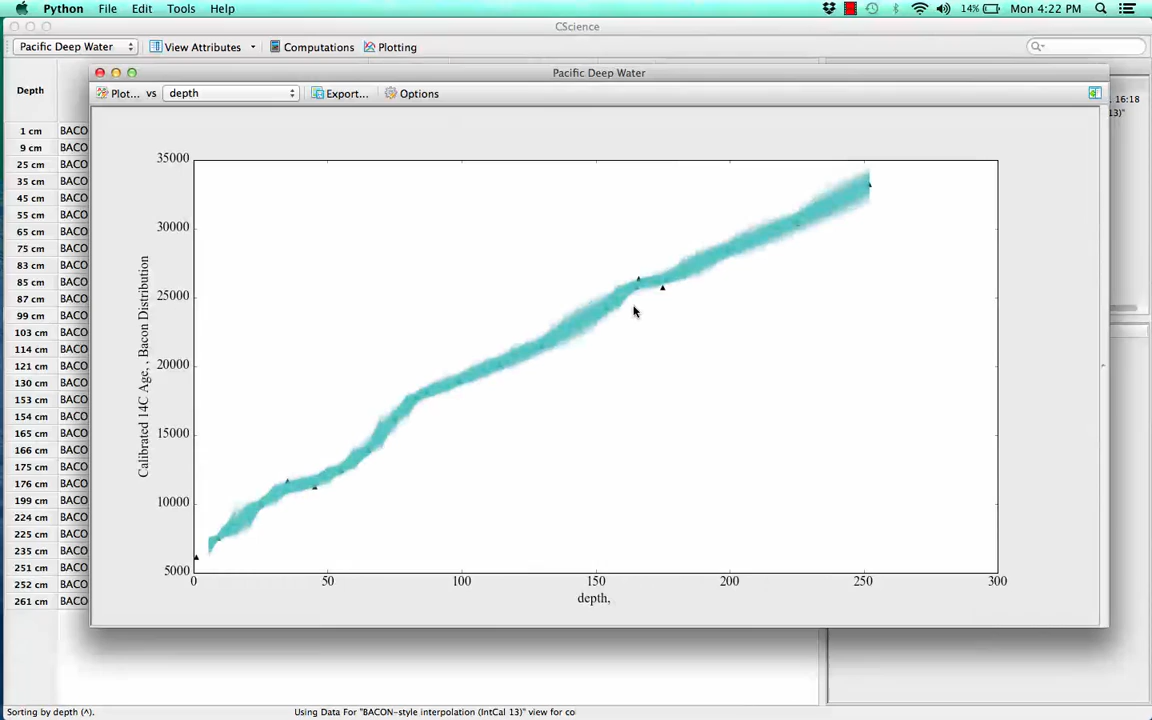 Python File Edit Tools Help 14% Mon 4:22 PM
CScience
Pacific Deep Water View Attributes Computations Plotting
Pacific Deep Water
Plot... vs depth Export... Options
Depth
16:18
13)"
1 cm BACO
9 cm BACO
25 cm BACO
35 cm BACO
45 cm BACO
55 cm BACO
65 cm BACO
75 cm BACO
83 cm BACO
85 cm BACO
87 cm BACO
99 cm BACO
103 cm BACO
114 cm BACO
121 cm BACO
130 cm BACO
153 cm BACO
154 cm BACO
165 cm BACO
166 cm BACO
175 cm BACO
176 cm BACO
199 cm BACO
224 cm BACO
225 cm BACO
235 cm BACO
251 cm BACO
252 cm BACO
261 cm BACO
Calibrated 14C Age, , Bacon Distribution
35000
30000
25000
20000
15000
10000
5000
0 50 100 150 200 250 300
depth,
Sorting by depth (^). Using Data For "BACON-style interpolation (IntCal 13)" view for co